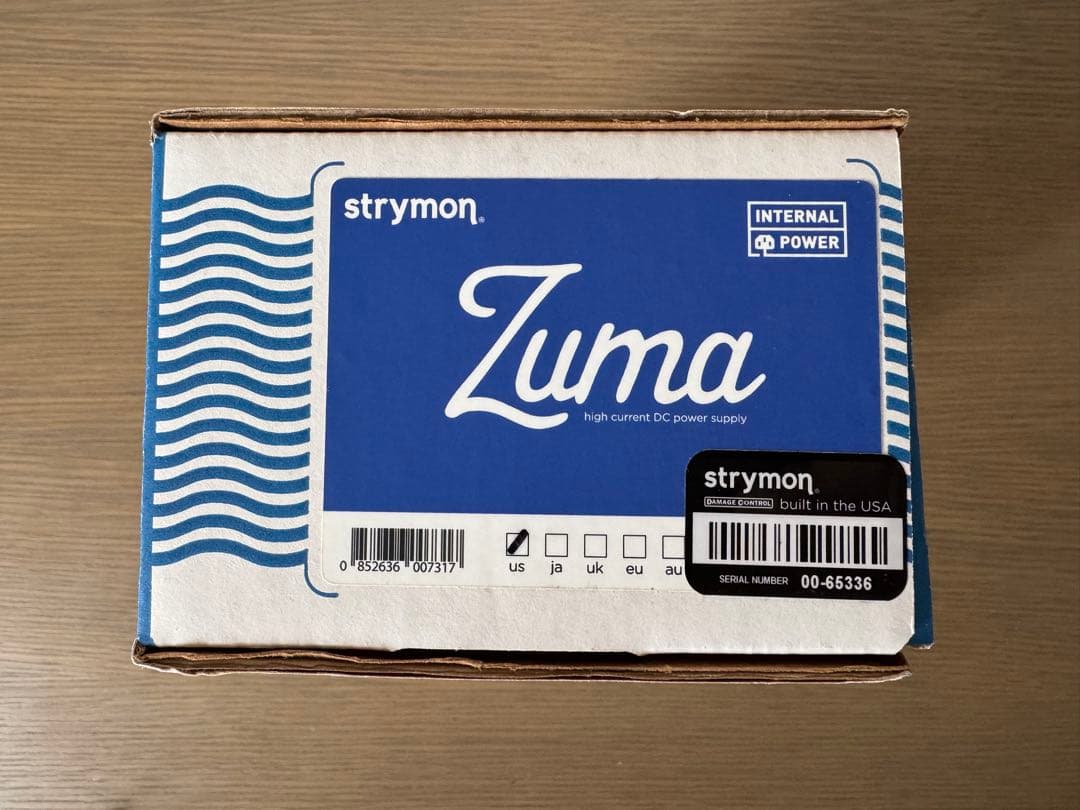 strymon®
INTERNAL
POWER
Zuma
high current DC power supply
0 852636 007317
us ja uk eu au
strymon®
DAMAGE CONTROL built in the USA
SERIAL NUMBER 00-65336